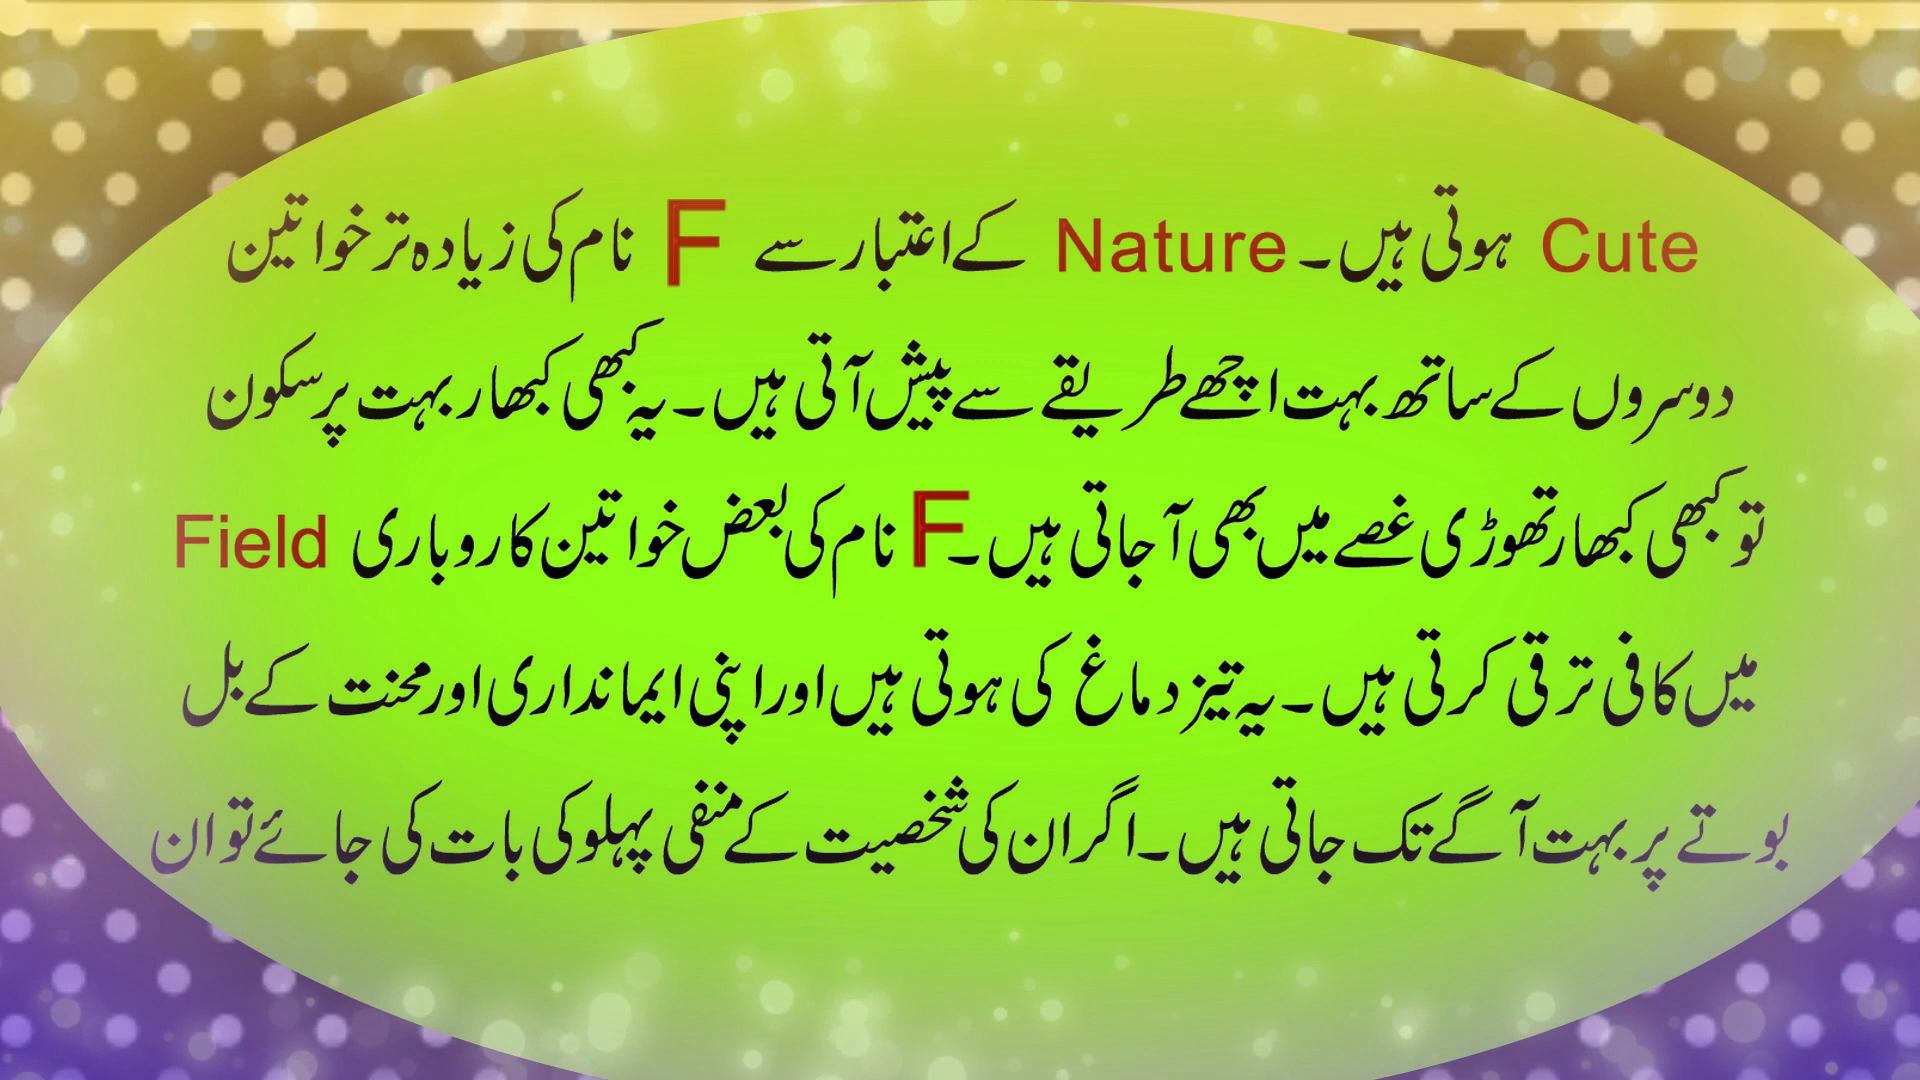 Cute ہوتی ہیں۔ Nature کے اعتبار سے F نام کی زیادہ تر خواتین
دوسروں کے ساتھ بہت اچھے طریقے سے پیش آتی ہیں۔ یہ کبھی کبھار بہت پر سکون
تو کبھی کبھار تھوڑی غصے میں بھی آ جاتی ہیں۔ F نام کی بعض خواتین کاروباری Field
میں کافی ترقی کرتی ہیں۔ یہ تیز دماغ کی ہوتی ہیں اور اپنی ایمانداری اور محنت کے بل
بوتے پر بہت آگے تک جاتی ہیں۔ اگر ان کی شخصیت کے منفی پہلو کی بات کی جائے تو ان